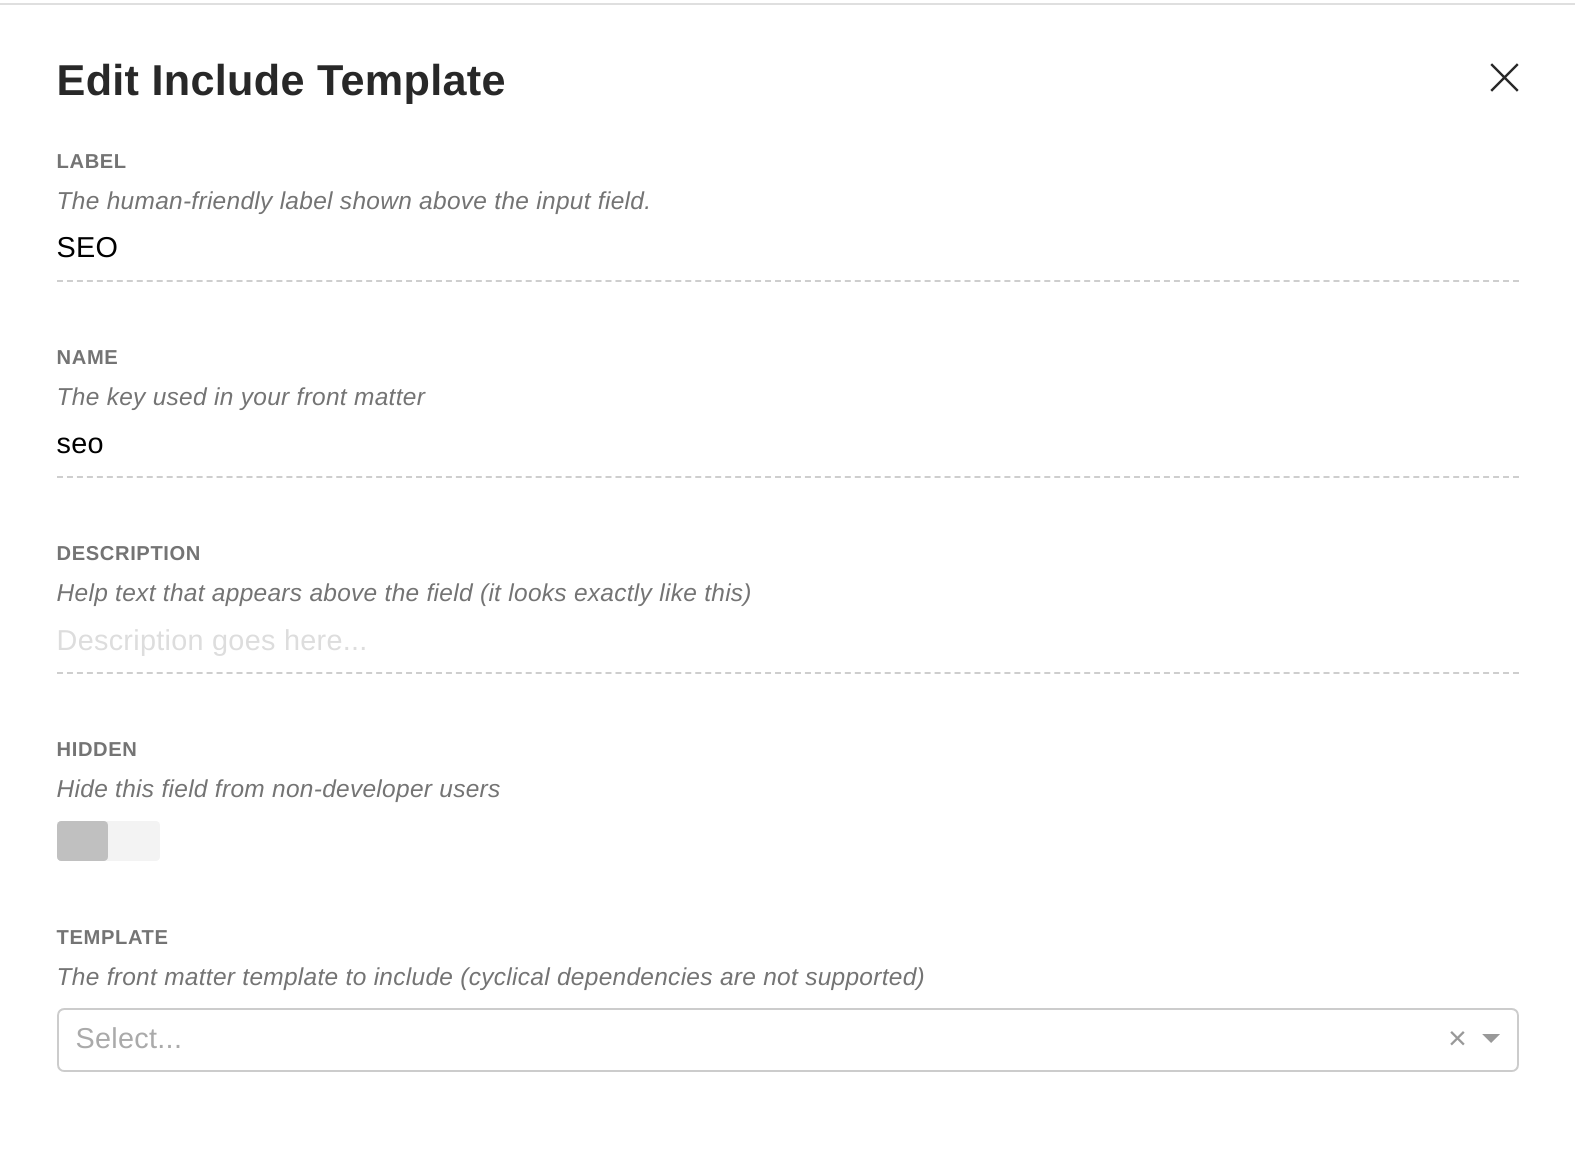 Edit Include Template
LABEL
The human-friendly label shown above the input field.
SEO
NAME
The key used in your front matter
seo
DESCRIPTION
Help text that appears above the field (it looks exactly like this)
Description goes here...
HIDDEN
Hide this field from non-developer users
TEMPLATE
The front matter template to include (cyclical dependencies are not supported)
Select...